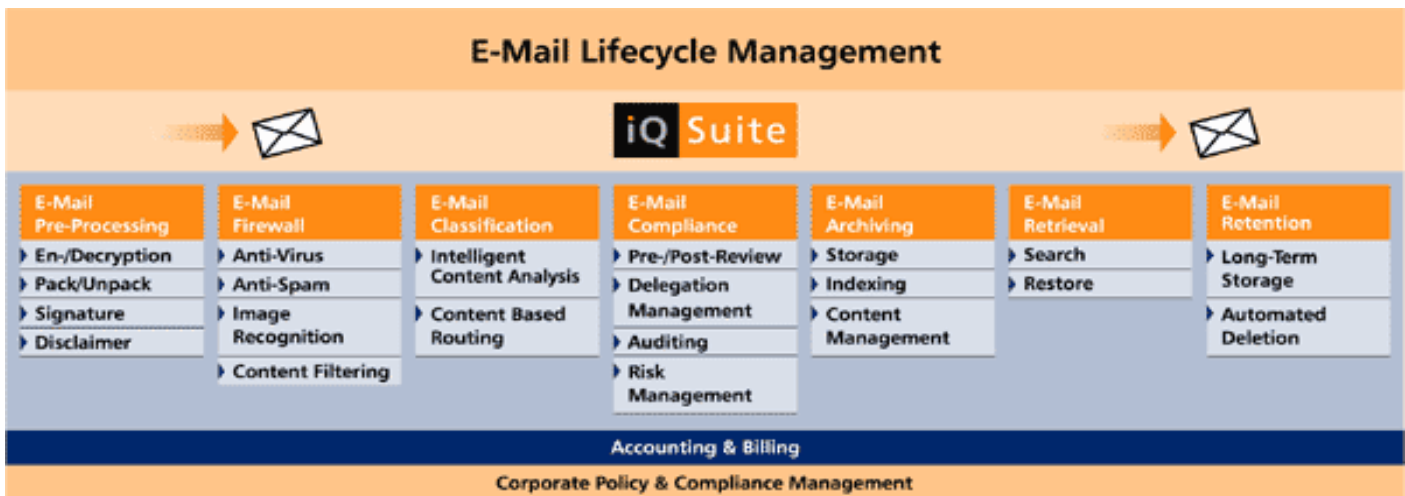 E-Mail Lifecycle Management
iQ Suite
E-Mail
Pre-Processing
En-/Decryption
Pack/Unpack
Signature
Disclaimer
E-Mail
Firewall
Anti-Virus
Anti-Spam
Image
Recognition
Content Filtering
E-Mail
Classification
Intelligent
Content Analysis
Content Based
Routing
E-Mail
Compliance
Pre-/Post-Review
Delegation
Management
Auditing
Risk
Management
E-Mail
Archiving
Storage
Indexing
Content
Management
E-Mail
Retrieval
Search
Restore
E-Mail
Retention
Long-Term
Storage
Automated
Deletion
Accounting & Billing
Corporate Policy & Compliance Management